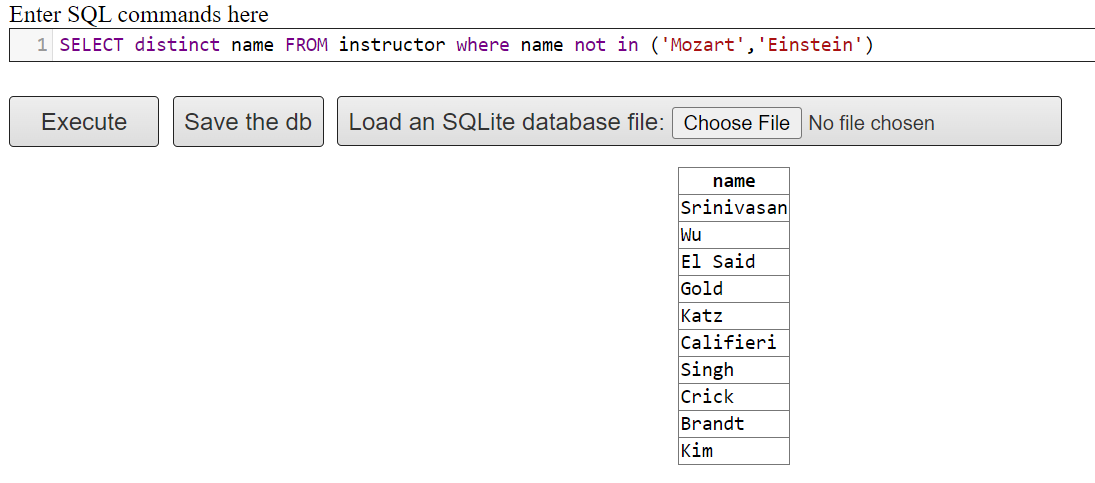 Enter SQL commands here
1 SELECT distinct name FROM instructor where name not in ('Mozart','Einstein')
Execute Save the db Load an SQLite database file: Choose File No file chosen
name
Srinivasan
Wu
El Said
Gold
Katz
Califieri
Singh
Crick
Brandt
Kim